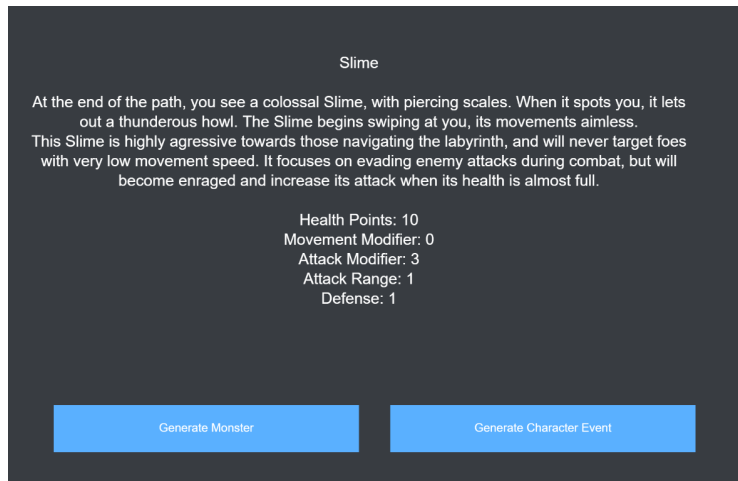 Slime
At the end of the path, you see a colossal Slime, with piercing scales. When it spots you, it lets
out a thunderous howl. The Slime begins swiping at you, its movements aimless.
This Slime is highly agressive towards those navigating the labyrinth, and will never target foes
with very low movement speed. It focuses on evading enemy attacks during combat, but will
become enraged and increase its attack when its health is almost full.
Health Points: 10
Movement Modifier: 0
Attack Modifier: 3
Attack Range: 1
Defense: 1
Generate Monster
Generate Character Event